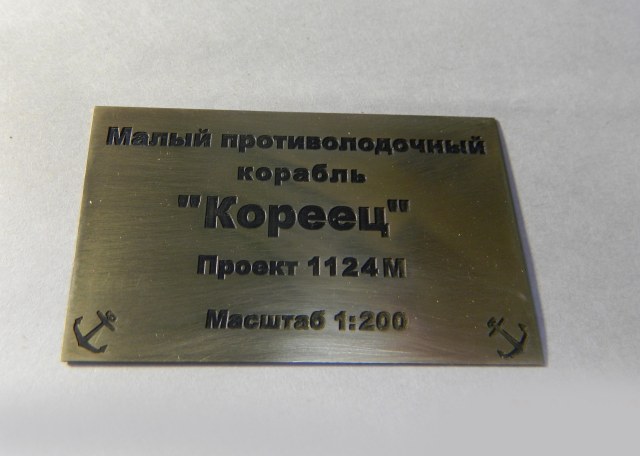 Малый противолодочный
корабль
"Кореец"
Проект 1124М
Масштаб 1:200